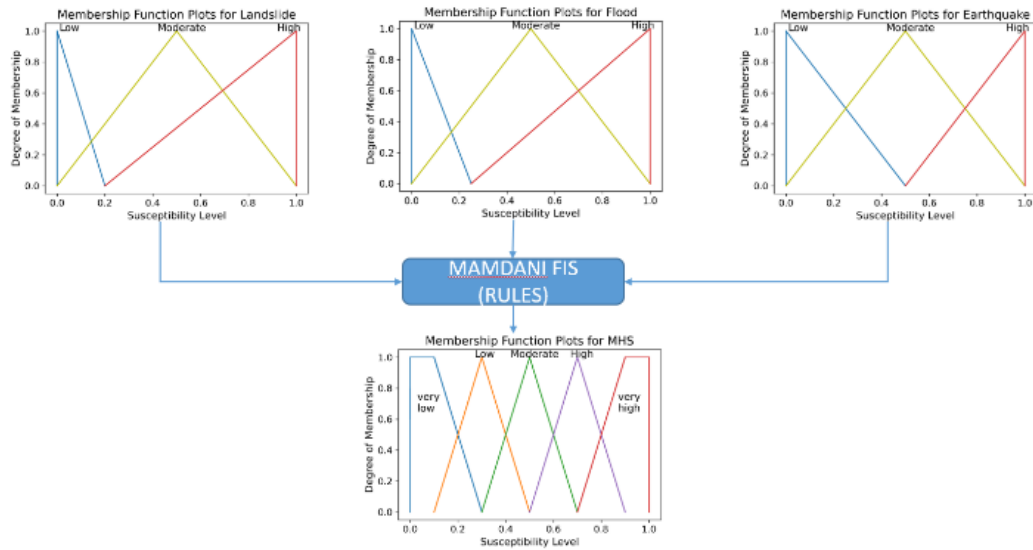 Membership Function Plots for Landslide
Low Moderate High
1.0
0.8
0.6
0.4
0.2
0.0
Degree of Membership
0.0 0.2 0.4 0.6 0.8 1.0
Susceptibility Level
Membership Function Plots for Flood
Low Moderate High
1.0
0.8
0.6
0.4
0.2
0.0
Degree of Membership
0.0 0.2 0.4 0.6 0.8 1.0
Susceptibility Level
Membership Function Plots for Earthquake
Low Moderate High
1.0
0.8
0.6
0.4
0.2
0.0
Degree of Membership
0.0 0.2 0.4 0.6 0.8 1.0
Susceptibility Level
MAMDANI FIS
(RULES)
Membership Function Plots for MHS
Low Moderate High
very
low
very
high
1.0
0.8
0.6
0.4
0.2
0.0
Degree of Membership
0.0 0.2 0.4 0.6 0.8 1.0
Susceptibility Level